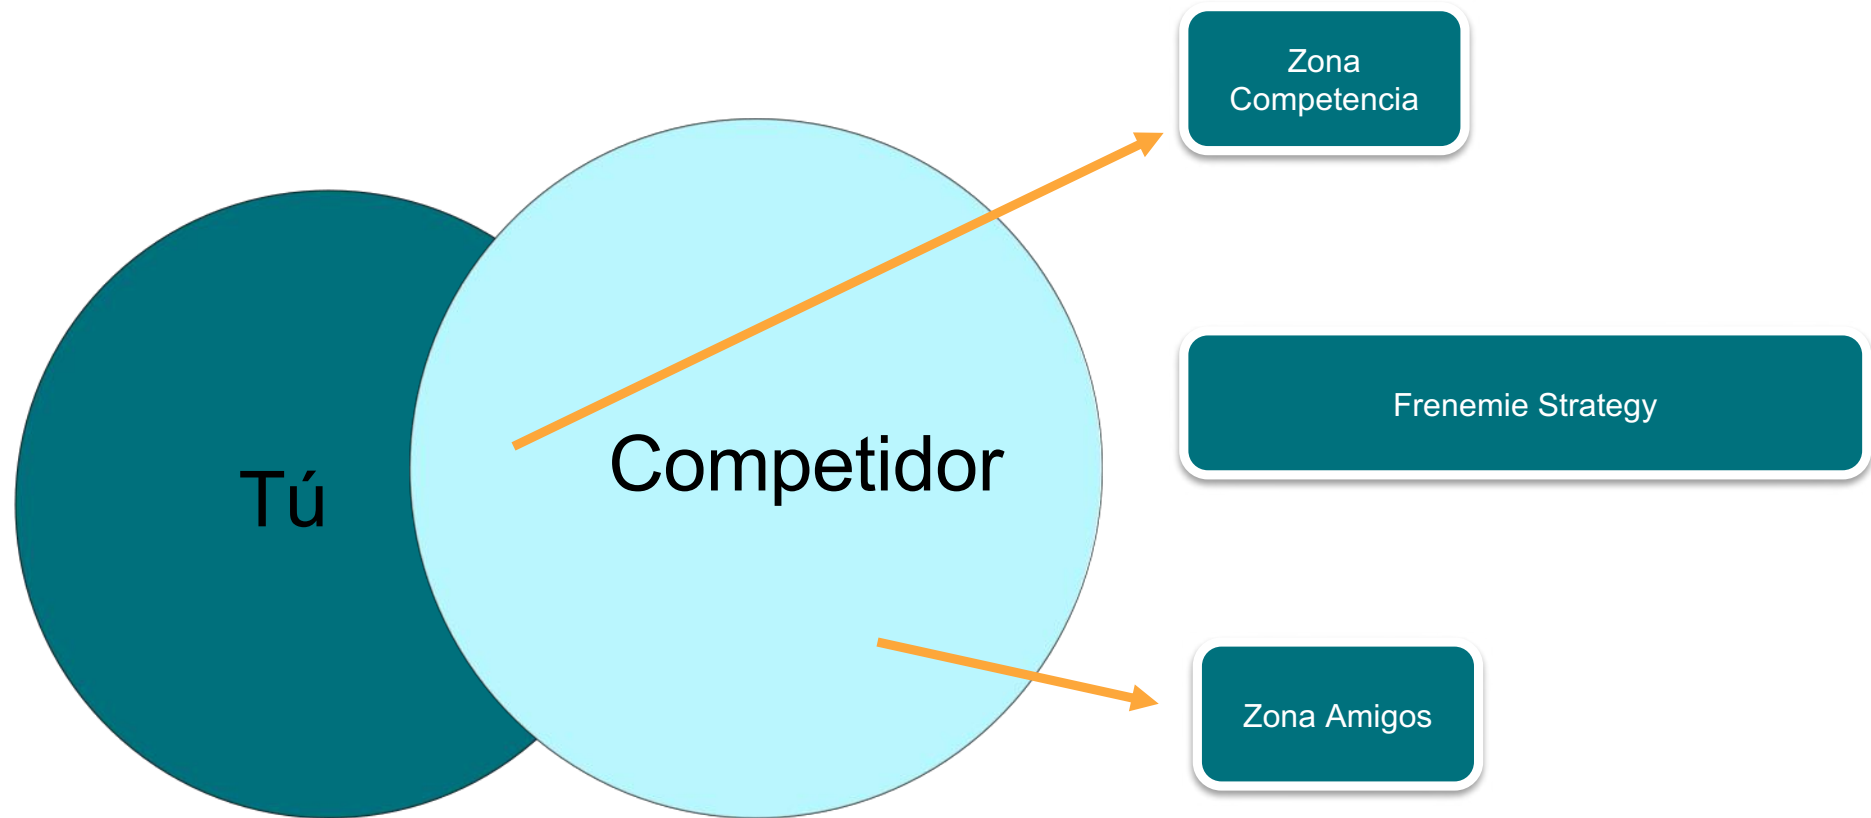 Zona
Competencia
Tú
Competidor
Frenemie Strategy
Zona Amigos